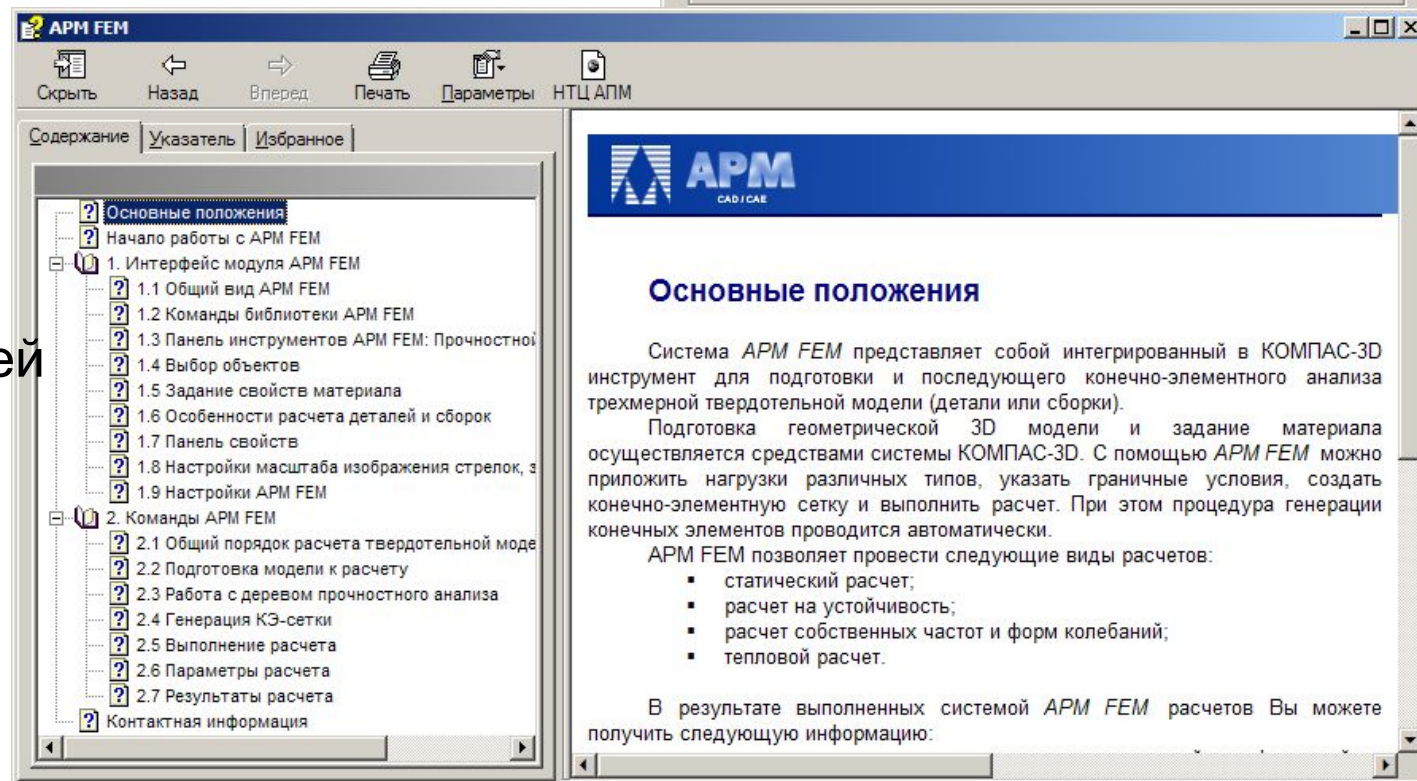 APM FEM
Скрыть Назад Вперед Печать Параметры НТЦ АПМ
Содержание Указатель Избранное
Основные положения
Начало работы с APM FEM
1. Интерфейс модуля APM FEM
1.1 Общий вид APM FEM
1.2 Команды библиотеки APM FEM
1.3 Панель инструментов APM FEM: Прочностной
1.4 Выбор объектов
1.5 Задание свойств материала
1.6 Особенности расчета деталей и сборок
1.7 Панель свойств
1.8 Настройки масштаба изображения стрелок, з
1.9 Настройки APM FEM
2. Команды APM FEM
2.1 Общий порядок расчета твердотельной моде
2.2 Подготовка модели к расчету
2.3 Работа с деревом прочностного анализа
2.4 Генерация КЭ-сетки
2.5 Выполнение расчета
2.6 Параметры расчета
2.7 Результаты расчета
Контактная информация
ей
APM
CAD / CAE
Основные положения
Система APM FEM представляет собой интегрированный в КОМПАС-3D
инструмент для подготовки и последующего конечно-элементного анализа
трехмерной твердотельной модели (детали или сборки).
Подготовка геометрической 3D модели и задание материала
осуществляется средствами системы КОМПАС-3D. С помощью APM FEM можно
приложить нагрузки различных типов, указать граничные условия, создать
конечно-элементную сетку и выполнить расчет. При этом процедура генерации
конечных элементов проводится автоматически.
APM FEM позволяет провести следующие виды расчетов:
▪ статический расчет;
▪ расчет на устойчивость;
▪ расчет собственных частот и форм колебаний;
▪ тепловой расчет.
В результате выполненных системой APM FEM расчетов Вы можете
получить следующую информацию: